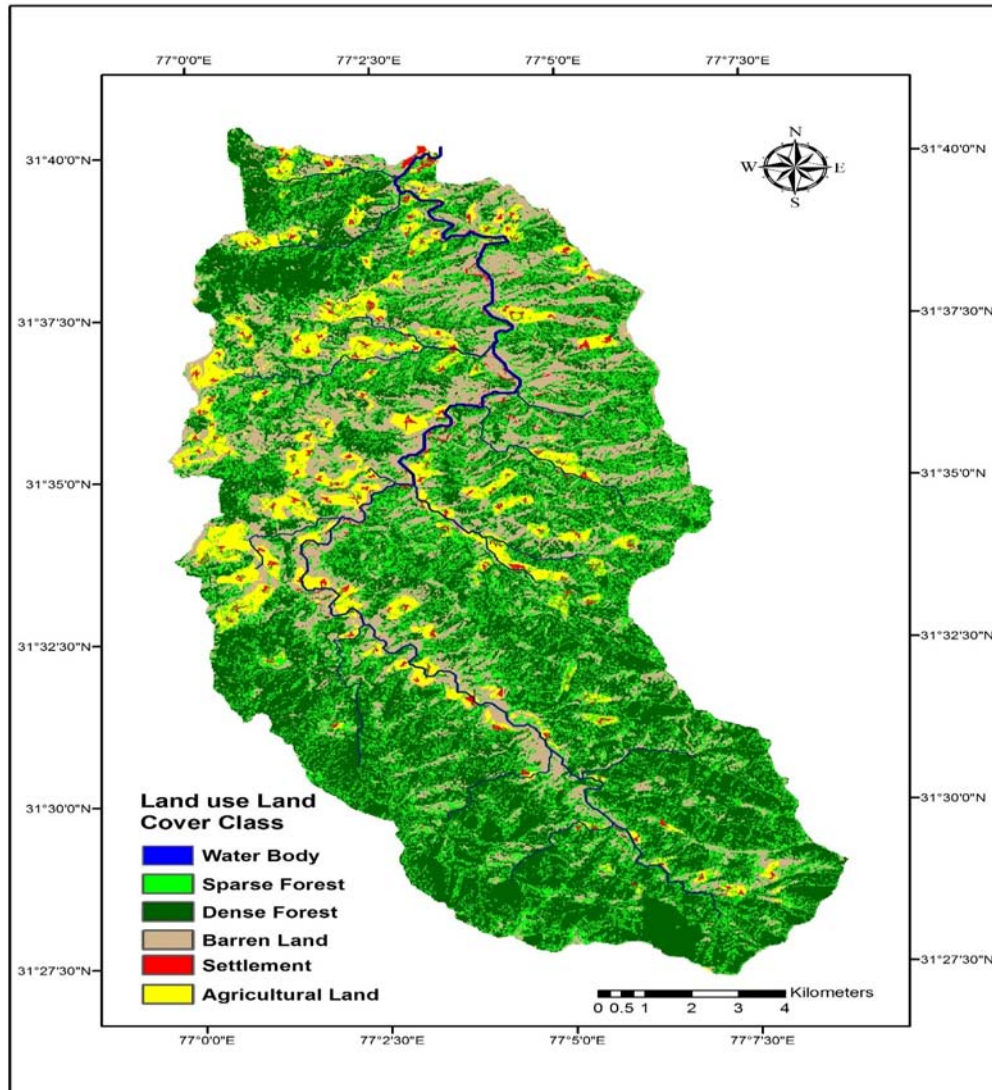 77°0'0"E 77°2'30"E 77°5'0"E 77°7'30"E
N
W E
S
31°40'0"N 31°40'0"N
31°37'30"N 31°37'30"N
31°35'0"N 31°35'0"N
31°32'30"N 31°32'30"N
31°30'0"N 31°30'0"N
31°27'30"N 31°27'30"N
Land use Land
Cover Class
Water Body
Sparse Forest
Dense Forest
Barren Land
Settlement
Agricultural Land
Kilometers
0 0.5 1 2 3 4
77°0'0"E 77°2'30"E 77°5'0"E 77°7'30"E